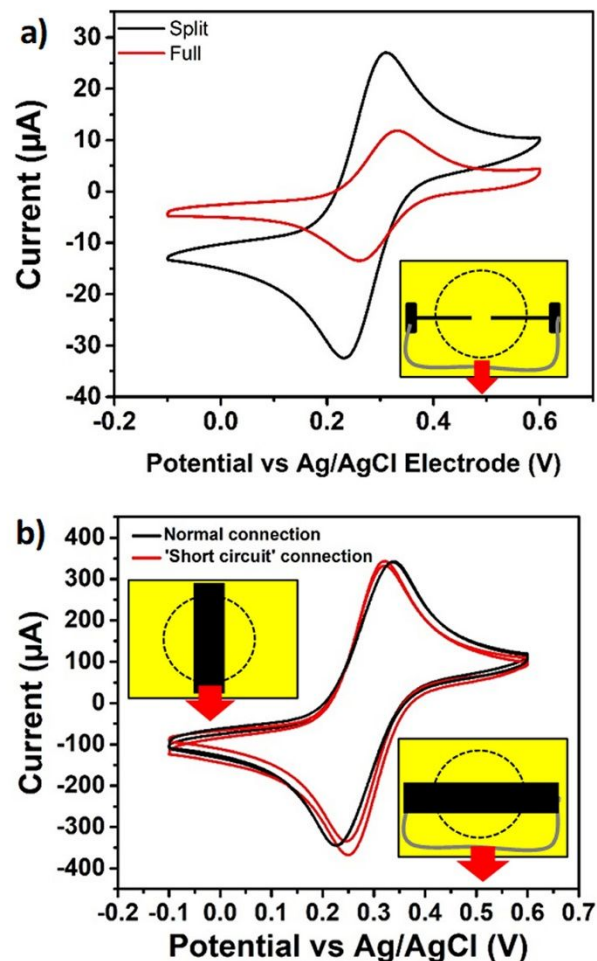 a)
Split
Full
30
20
10
0
-10
-20
-30
-40
Current (µA)
-0.2 0.0 0.2 0.4 0.6
Potential vs Ag/AgCl Electrode (V)
b)
Normal connection
'Short circuit' connection
400
300
200
100
0
-100
-200
-300
-400
Current (µA)
-0.2 -0.1 0.0 0.1 0.2 0.3 0.4 0.5 0.6 0.7
Potential vs Ag/AgCl (V)